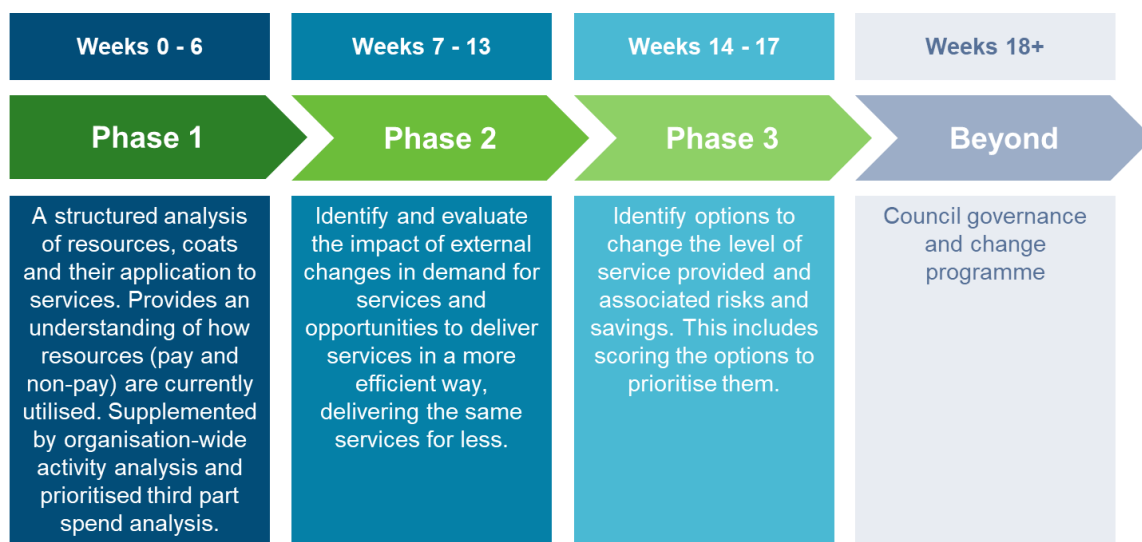 Weeks 0 - 6
Weeks 7 - 13
Weeks 14 - 17
Weeks 18+
Phase 1
Phase 2
Phase 3
Beyond
A structured analysis
of resources, coats
and their application to
services. Provides an
understanding of how
resources (pay and
non-pay) are currently
utilised. Supplemented
by organisation-wide
activity analysis and
prioritised third part
spend analysis.
Identify and evaluate
the impact of external
changes in demand for
services and
opportunities to deliver
services in a more
efficient way,
delivering the same
services for less.
Identify options to
change the level of
service provided and
associated risks and
savings. This includes
scoring the options to
prioritise them.
Council governance
and change
programme